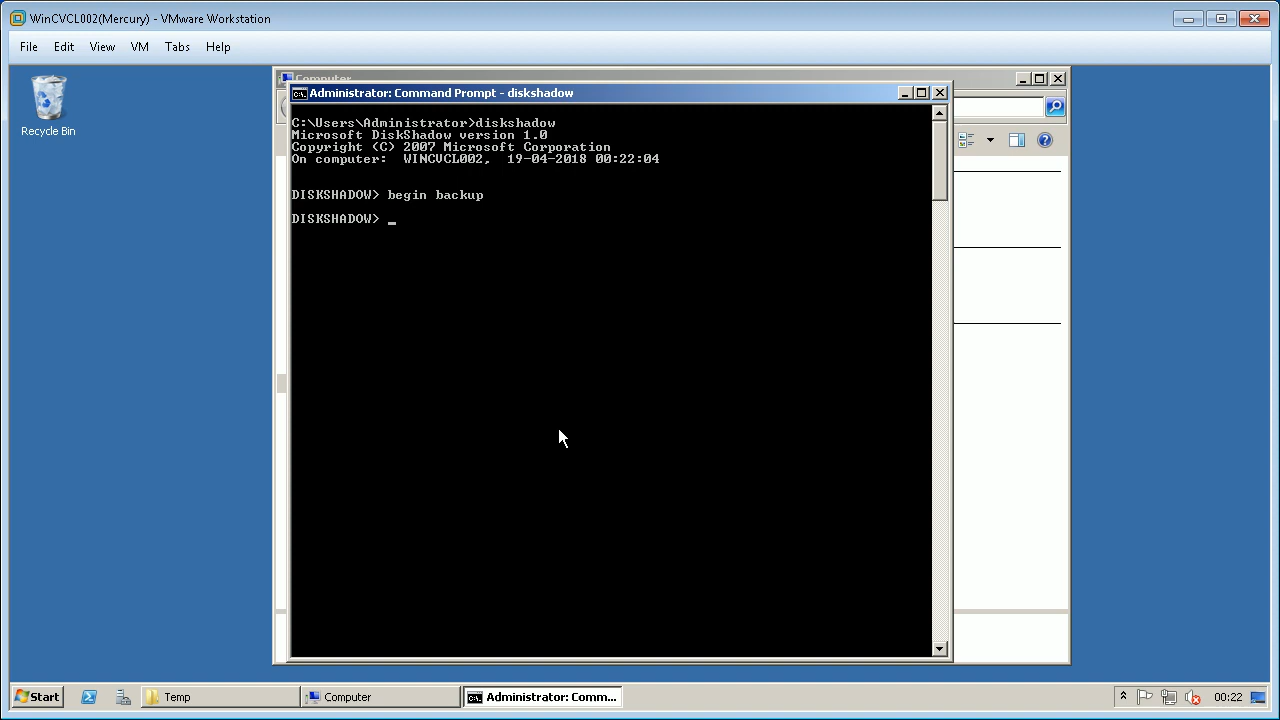 WinCVCL002(Mercury) - VMware Workstation
File Edit View VM Tabs Help
Computer
Administrator: Command Prompt - diskshadow
C:\Users\Administrator>diskshadow
Microsoft DiskShadow version 1.0
Copyright (C) 2007 Microsoft Corporation
On computer:  WINCVCL002,  19-04-2018 00:22:04
DISKSHADOW> begin backup
DISKSHADOW> _
Recycle Bin
Start Temp Computer Administrator: Comm... 00:22